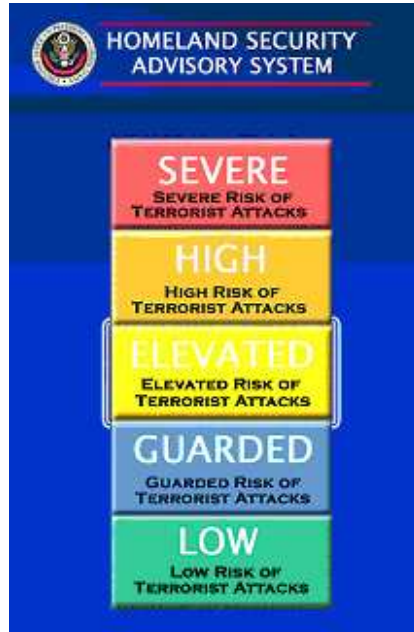 HOMELAND SECURITY
ADVISORY SYSTEM
SEVERE
SEVERE RISK OF
TERRORIST ATTACKS
HIGH
HIGH RISK OF
TERRORIST ATTACKS
ELEVATED
ELEVATED RISK OF
TERRORIST ATTACKS
GUARDED
GUARDED RISK OF
TERRORIST ATTACKS
LOW
LOW RISK OF
TERRORIST ATTACKS